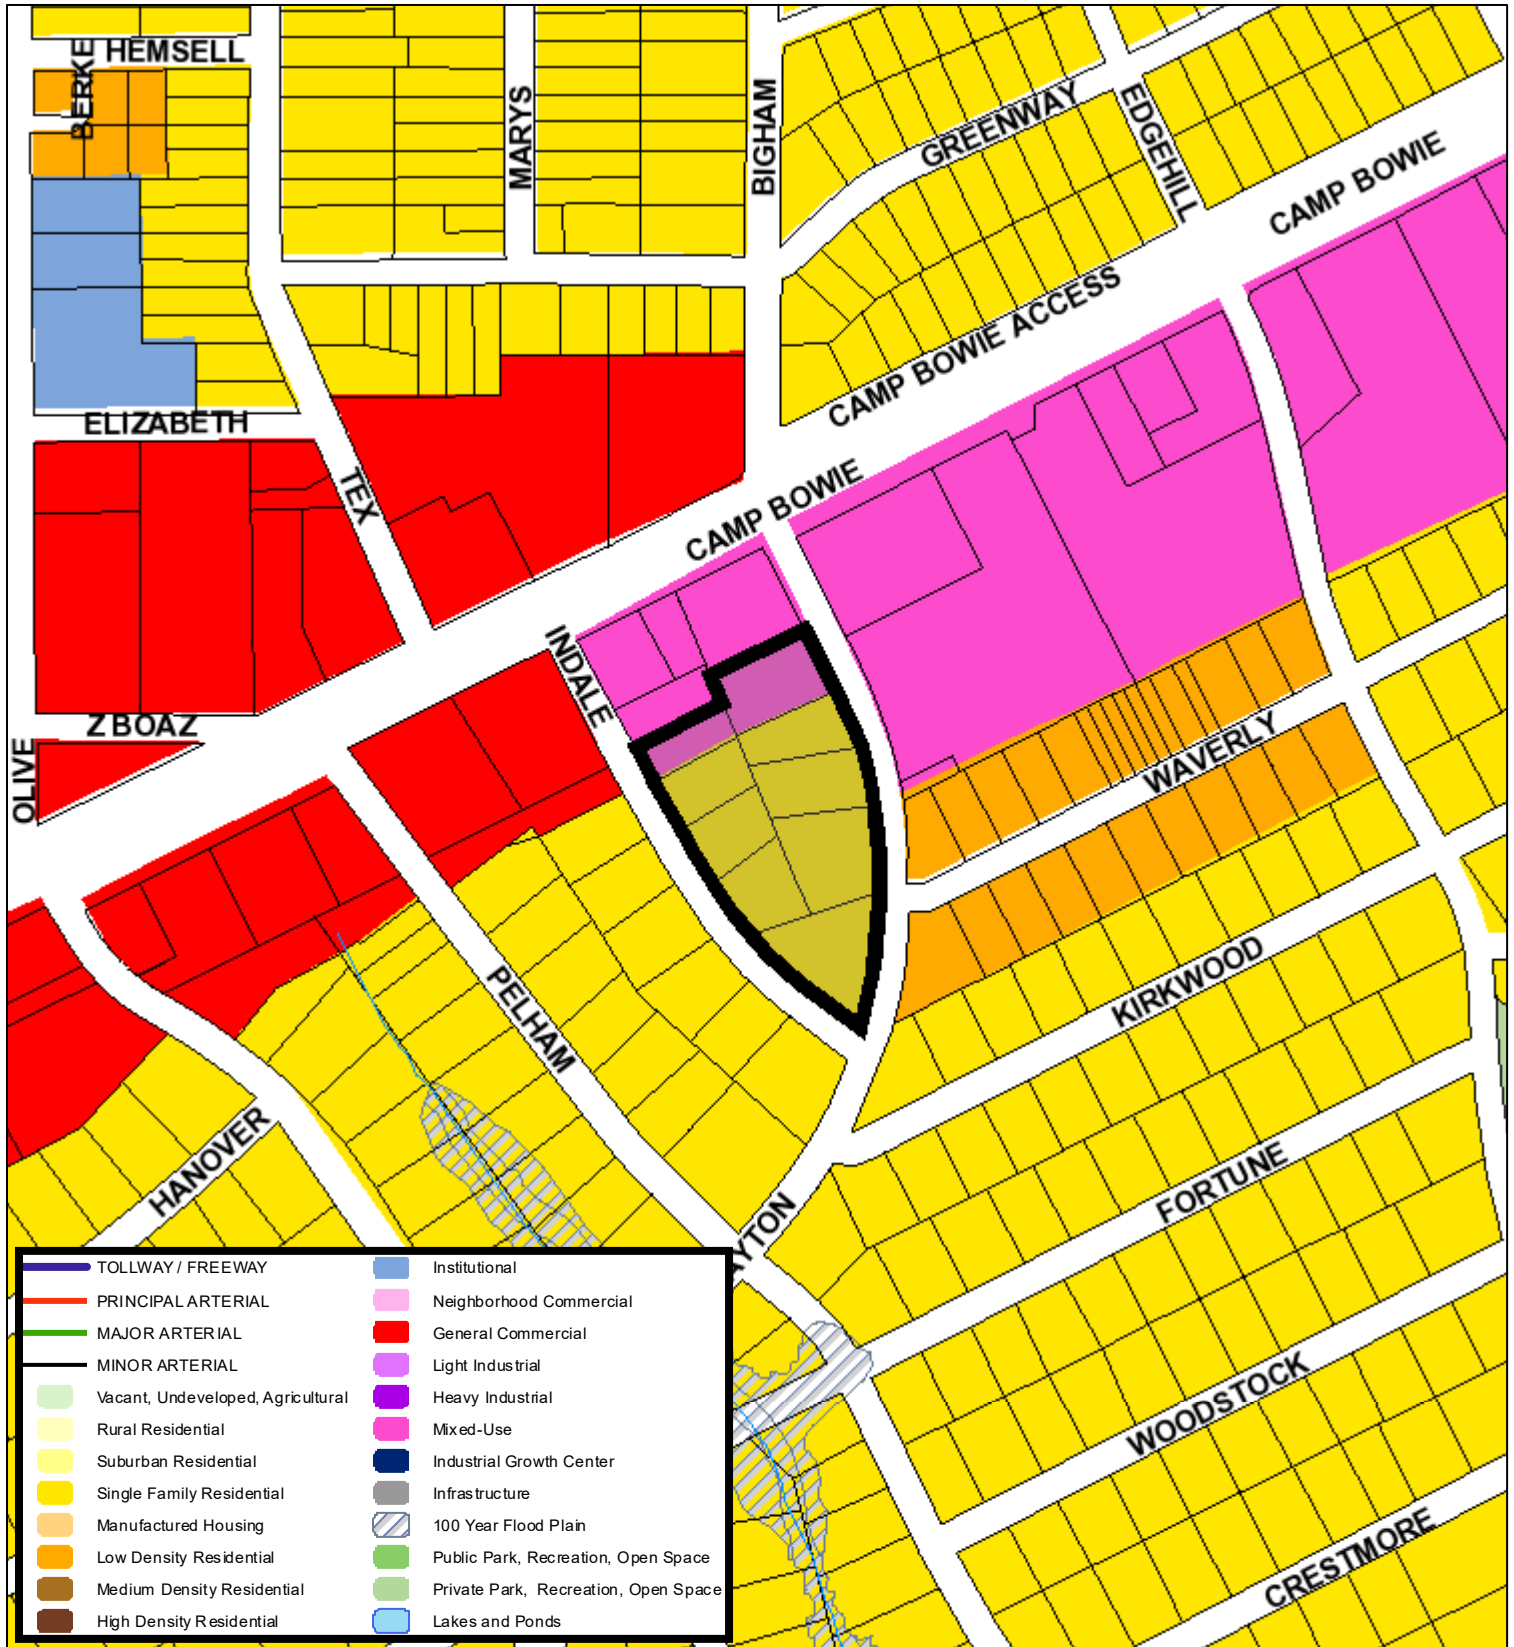 HEMSELL
BERKE
MARYS
BIGHAM
GREENWAY
EDGEHILL
CAMP BOWIE
CAMP BOWIE ACCESS
ELIZABETH
TEX
CAMP BOWIE
INDALE
Z BOAZ
OLIVE
WAVERLY
PELHAM
KIRKWOOD
HANOVER
FORTUNE
AYTON
WOODSTOCK
CRESTMORE
TOLLWAY / FREEWAY
PRINCIPAL ARTERIAL
MAJOR ARTERIAL
MINOR ARTERIAL
Vacant, Undeveloped, Agricultural
Rural Residential
Suburban Residential
Single Family Residential
Manufactured Housing
Low Density Residential
Medium Density Residential
High Density Residential
Institutional
Neighborhood Commercial
General Commercial
Light Industrial
Heavy Industrial
Mixed-Use
Industrial Growth Center
Infrastructure
100 Year Flood Plain
Public Park, Recreation, Open Space
Private Park, Recreation, Open Space
Lakes and Ponds